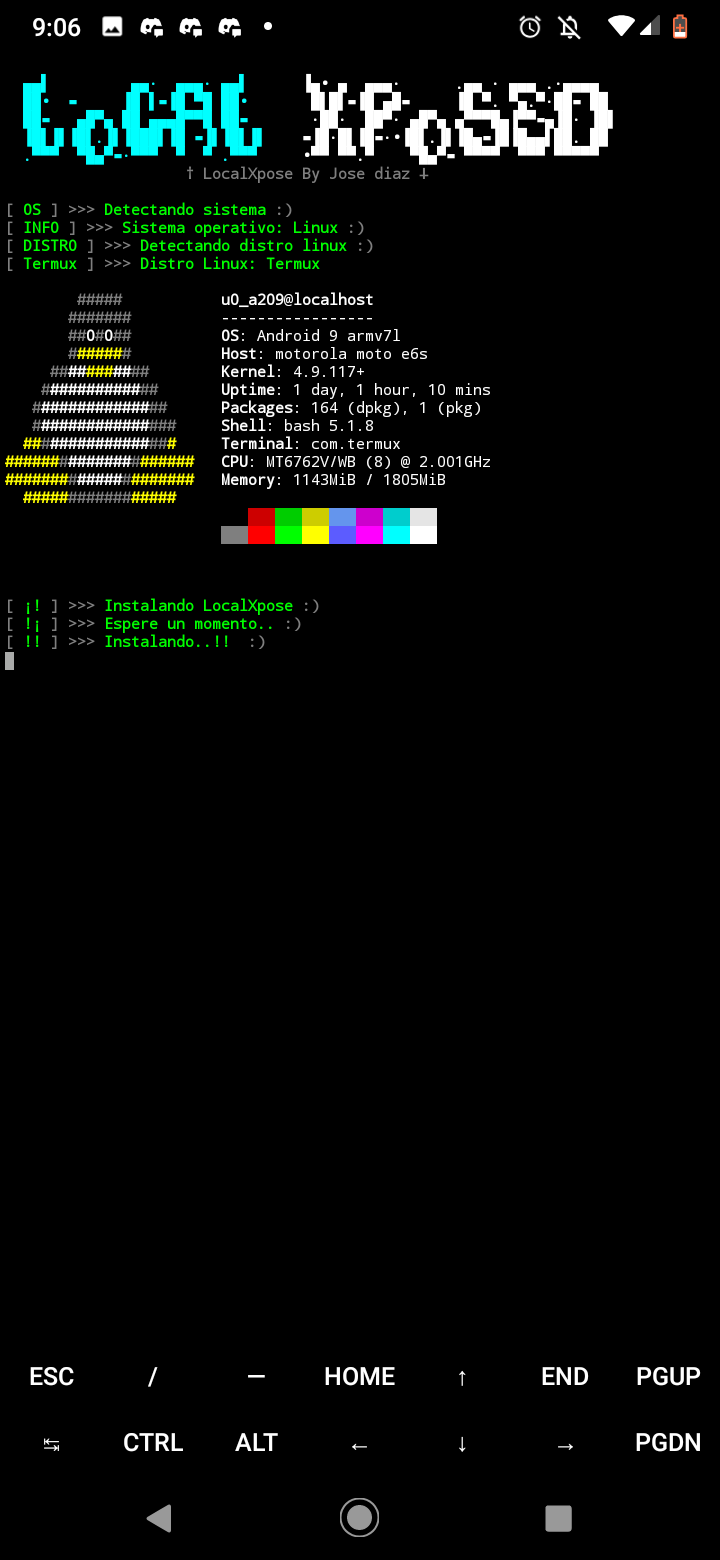 9:06
LocAL XPoSED
† LocalXpose By Jose diaz ‡
[ OS ] >>> Detectando sistema :)
[ INFO ] >>> Sistema operativo: Linux :)
[ DISTRO ] >>> Detectando distro linux :)
[ Termux ] >>> Distro Linux: Termux
#####
u0_a209@localhost
#######
-----------------
##O#O##
OS: Android 9 armv7l
#######
Host: motorola moto e6s
###########
Kernel: 4.9.117+
#############
Uptime: 1 day, 1 hour, 10 mins
###############
Packages: 164 (dpkg), 1 (pkg)
################
Shell: bash 5.1.8
#################
Terminal: com.termux
#####################
CPU: MT6762V/WB (8) @ 2.001GHz
#####################
Memory: 1143MiB / 1805MiB
#################
[ ¡! ] >>> Instalando LocalXpose :)
[ !¡ ] >>> Espere un momento.. :)
[ !! ] >>> Instalando..!!  :)
ESC / — HOME ↑ END PGUP
↹ CTRL ALT ← ↓ → PGDN